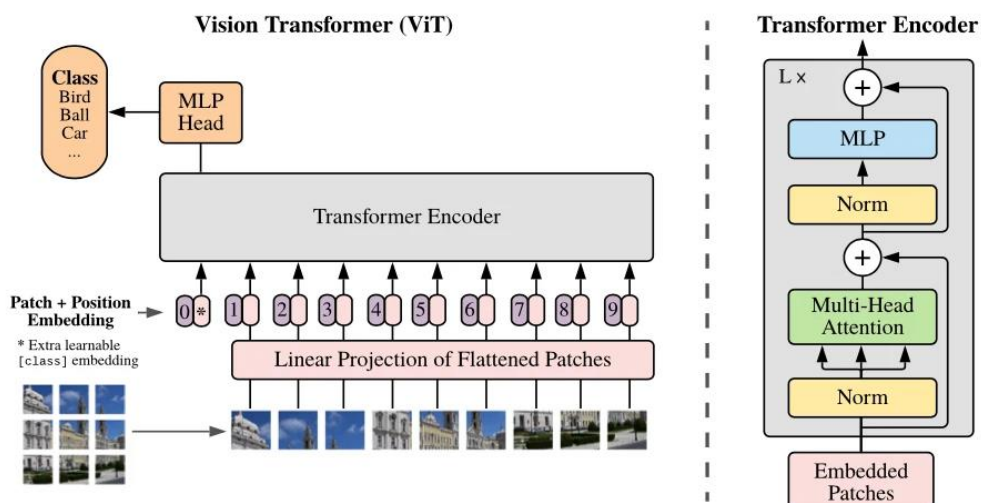 Vision Transformer (ViT)
Class
Bird
Ball
Car
...
MLP
Head
Transformer Encoder
Patch + Position
Embedding
* Extra learnable
[class] embedding
0 * 1 2 3 4 5 6 7 8 9
Linear Projection of Flattened Patches
Transformer Encoder
L ×
+
MLP
Norm
+
Multi-Head
Attention
Norm
Embedded
Patches